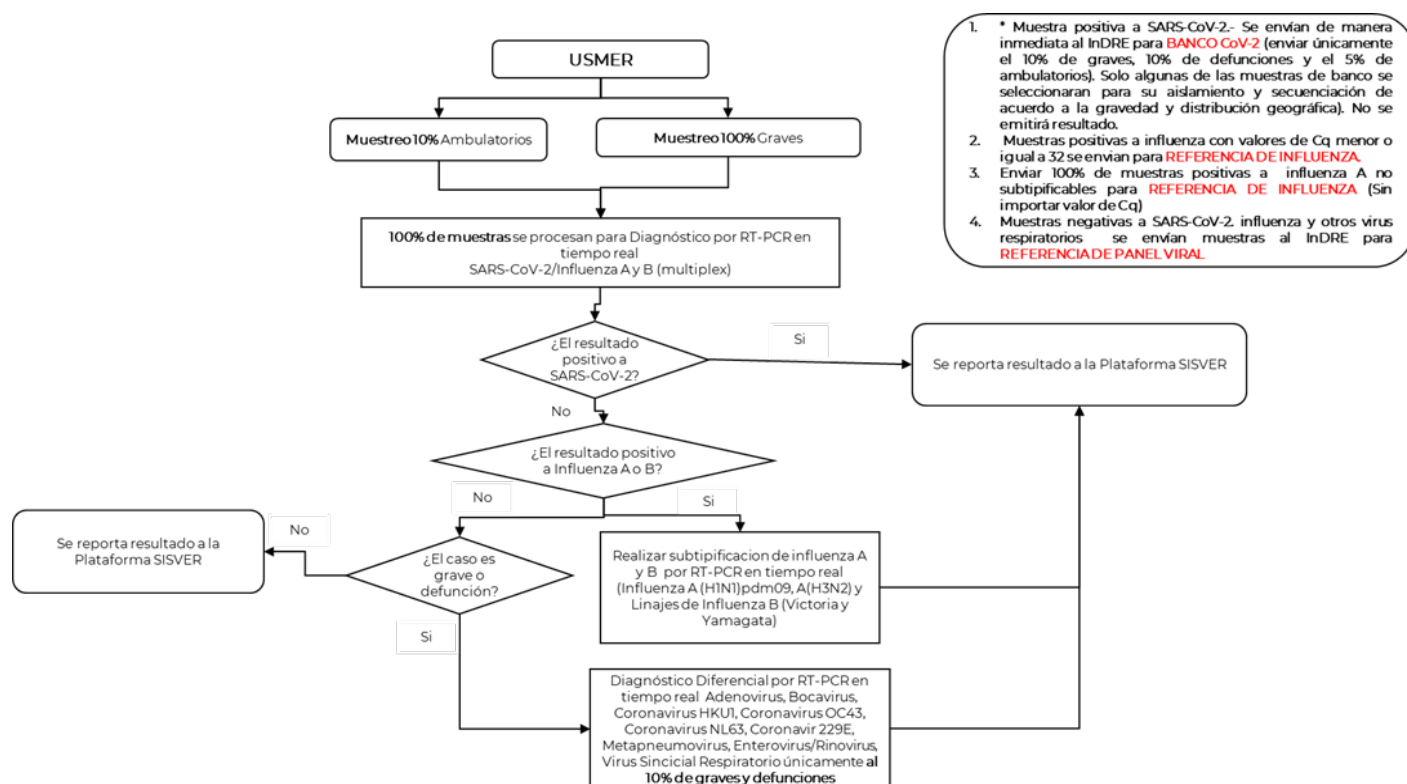 USMER
Muestreo 10% Ambulatorios
Muestreo 100% Graves
100% de muestras se procesan para Diagnóstico por RT-PCR en
tiempo real
SARS-CoV-2/Influenza A y B (multiplex)
1. * Muestra positiva a SARS-CoV-2.- Se envían de manera
inmediata al InDRE para BANCO CoV-2 (enviar únicamente
el 10% de graves, 10% de defunciones y el 5% de
ambulatorios). Solo algunas de las muestras de banco se
seleccionaran para su aislamiento y secuenciación de
acuerdo a la gravedad y distribución geográfica). No se
emitirá resultado.
2. Muestras positivas a influenza con valores de Cq menor o
igual a 32 se envian para REFERENCIA DE INFLUENZA.
3. Enviar 100% de muestras positivas a influenza A no
subtipificables para REFERENCIA DE INFLUENZA (Sin
importar valor de Cq)
4. Muestras negativas a SARS-CoV-2. influenza y otros virus
respiratorios se envían muestras al InDRE para
REFERENCIA DE PANEL VIRAL
¿El resultado
positivo a
SARS-CoV-2?
Si
Se reporta resultado a la Plataforma SISVER
No
¿El resultado positivo
a Influenza A o B?
No
Si
Se reporta resultado a la
Plataforma SISVER
No
¿El caso es
grave o
defunción?
Realizar subtipificacion de influenza A
y B por RT-PCR en tiempo real
(Influenza A (H1N1)pdm09, A(H3N2) y
Linajes de Influenza B (Victoria y
Yamagata)
Si
Diagnóstico Diferencial por RT-PCR en
tiempo real Adenovirus, Bocavirus,
Coronavirus HKU1, Coronavirus OC43,
Coronavirus NL63, Coronavir 229E,
Metapneumovirus, Enterovirus/Rinovirus,
Virus Sincicial Respiratorio únicamente al
10% de graves y defunciones